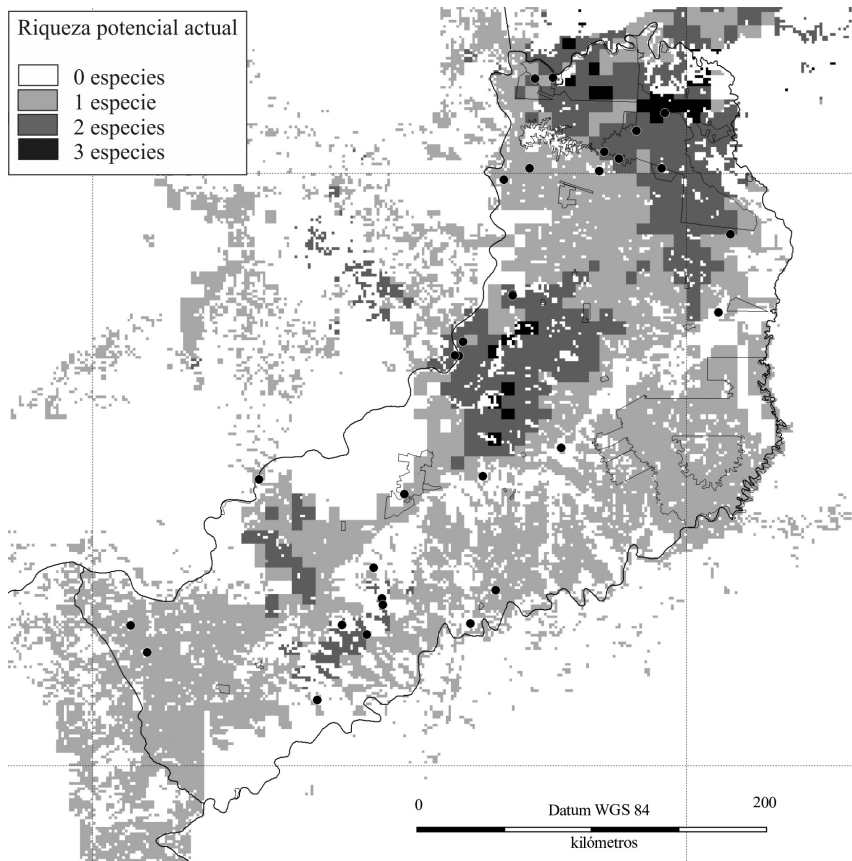 Riqueza potencial actual
0 especies
1 especie
2 especies
3 especies
0 Datum WGS 84 200
kilómetros